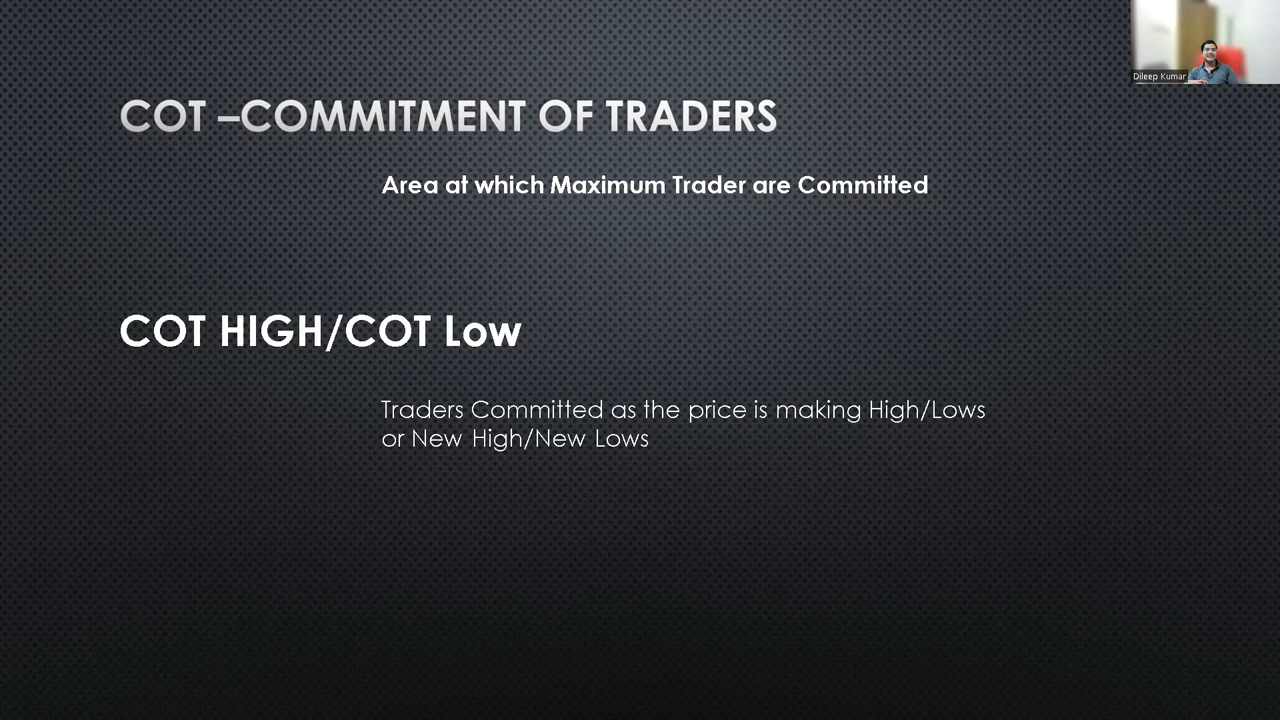 Dileep Kumar
COT –COMMITMENT OF TRADERS
Area at which Maximum Trader are Committed
COT HIGH/COT Low
Traders Committed as the price is making High/Lows
or New High/New Lows